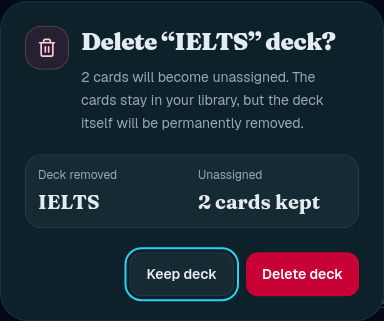 Delete “IELTS” deck?
2 cards will become unassigned. The
cards stay in your library, but the deck
itself will be permanently removed.
Deck removed
IELTS
Unassigned
2 cards kept
Keep deck
Delete deck